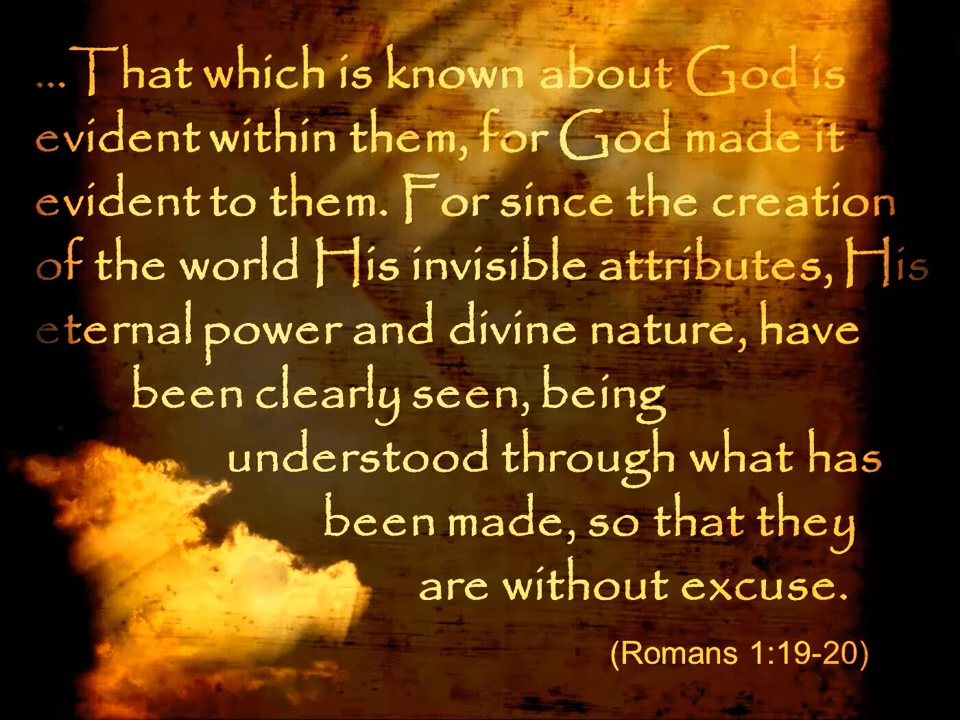 ...That which is known about God is
evident within them, for God made it
evident to them. For since the creation
of the world His invisible attributes, His
eternal power and divine nature, have
been clearly seen, being
understood through what has
been made, so that they
are without excuse.
(Romans 1:19-20)